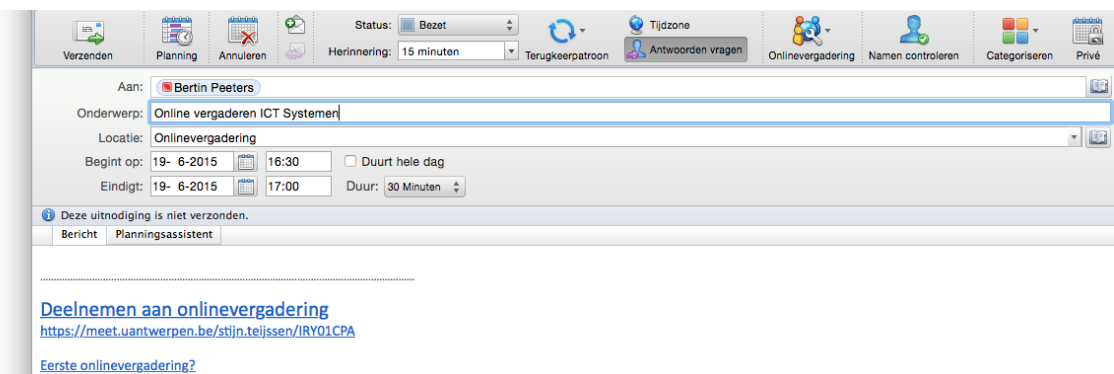 Verzenden
Planning
Annuleren
Status: Bezet
Herinnering: 15 minuten
Terugkeerpatroon
Tijdzone
Antwoorden vragen
Onlinevergadering
Namen controleren
Categoriseren
Privé
Aan: Bertin Peeters
Onderwerp: Online vergaderen ICT Systemen
Locatie: Onlinevergadering
Begint op: 19- 6-2015 16:30 Duurt hele dag
Eindigt: 19- 6-2015 17:00 Duur: 30 Minuten
Deze uitnodiging is niet verzonden.
Bericht Planningsassistent
Deelnemen aan onlinevergadering
https://meet.uantwerpen.be/stijn.teijssen/IRY01CPA
Eerste onlinevergadering?